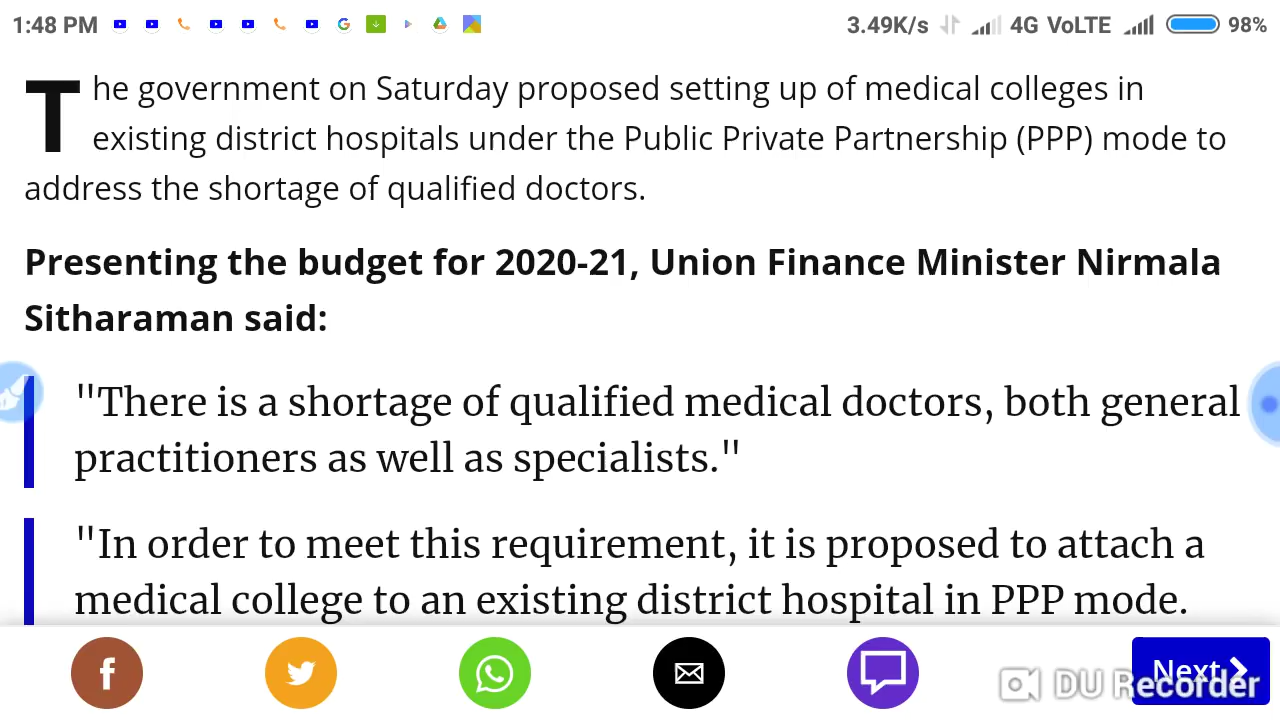 1:48 PM 3.49K/s 4G VoLTE 98%
The government on Saturday proposed setting up of medical colleges in
existing district hospitals under the Public Private Partnership (PPP) mode to
address the shortage of qualified doctors.
Presenting the budget for 2020-21, Union Finance Minister Nirmala
Sitharaman said:
"There is a shortage of qualified medical doctors, both general
practitioners as well as specialists."
"In order to meet this requirement, it is proposed to attach a
medical college to an existing district hospital in PPP mode.
Next
DU Recorder